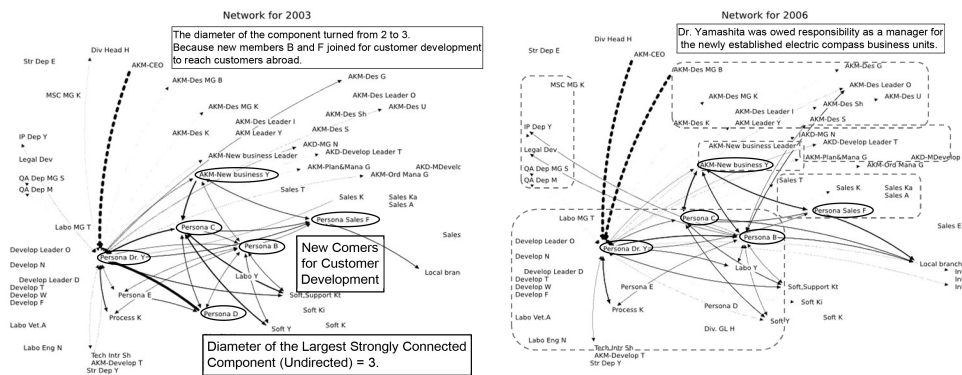 Network for 2003
The diameter of the component turned from 2 to 3.
Because new members B and F joined for customer development
to reach customers abroad.
Div Head H
Str Dep E
AKM-CEO
AKM-Des G
AKM-Des MG B
MSC MG K
AKM-Des Leader O
AKM-Des MG K
AKM-Des U
AKM-Des Sh
AKM-Des Leader I
AKM-Des S
AKM-Des K
AKM Leader Y
IP Dep Y
AKD-MG N
AKD-Develop Leader T
Legal Dev
AKM-New business Leader
AKM-Plan&Mana G
AKD-MDevelc
QA Dep MG S
AKM-New business Y
AKM-Ord Mana G
QA Dep M
Sales T
Sales K
Sales Ka
Sales A
Labo MG T
Persona C
Persona Sales F
Sales
Develop Leader O
Persona B
New Comers
for Customer
Development
Develop N
Persona Dr. Y
Local bran
Develop Leader D
Labo Y
Develop T
Develop W
Develop F
Persona E
Soft,Support Kt
Process K
Persona D
Soft Ki
Labo Vet.A
Soft Y
Soft K
Labo Eng N
Diameter of the Largest Strongly Connected
Component (Undirected) = 3.
Tech Intr Sh
AKM-Develop T
Str Dep Y
Network for 2006
Dr. Yamashita was owed responsibility as a manager for
the newly established electric compass business units.
Div Head H
Str Dep E
AKM-CEO
AKM-Des G
AKM-Des MG B
MSC MG K
AKM-Des Leader O
AKM-Des MG K
AKM-Des U
AKM-Des Sh
AKM-Des Leader I
AKM-Des S
AKM-Des K
AKM Leader Y
IP Dep Y
AKD-MG N
AKD-Develop Leader T
Legal Dev
AKM-New business Leader
AKM-Plan&Mana G
AKD-MDevelop
QA Dep MG S
AKM-New business Y
AKM-Ord Mana G
QA Dep M
Sales T
Sales K
Sales Ka
Sales A
Labo MG T
Persona C
Persona Sales F
Sales E
Develop Leader O
Persona B
Develop N
Persona Dr. Y
Local branch
Develop Leader D
Labo Y
Develop T
Develop W
Develop F
Persona E
Soft,Support Kt
Process K
Persona D
Soft Ki
Labo Vet.A
Soft Y
Soft K
Div. GL H
Labo Eng N
Tech Intr Sh
AKM-Develop T
Str Dep Y